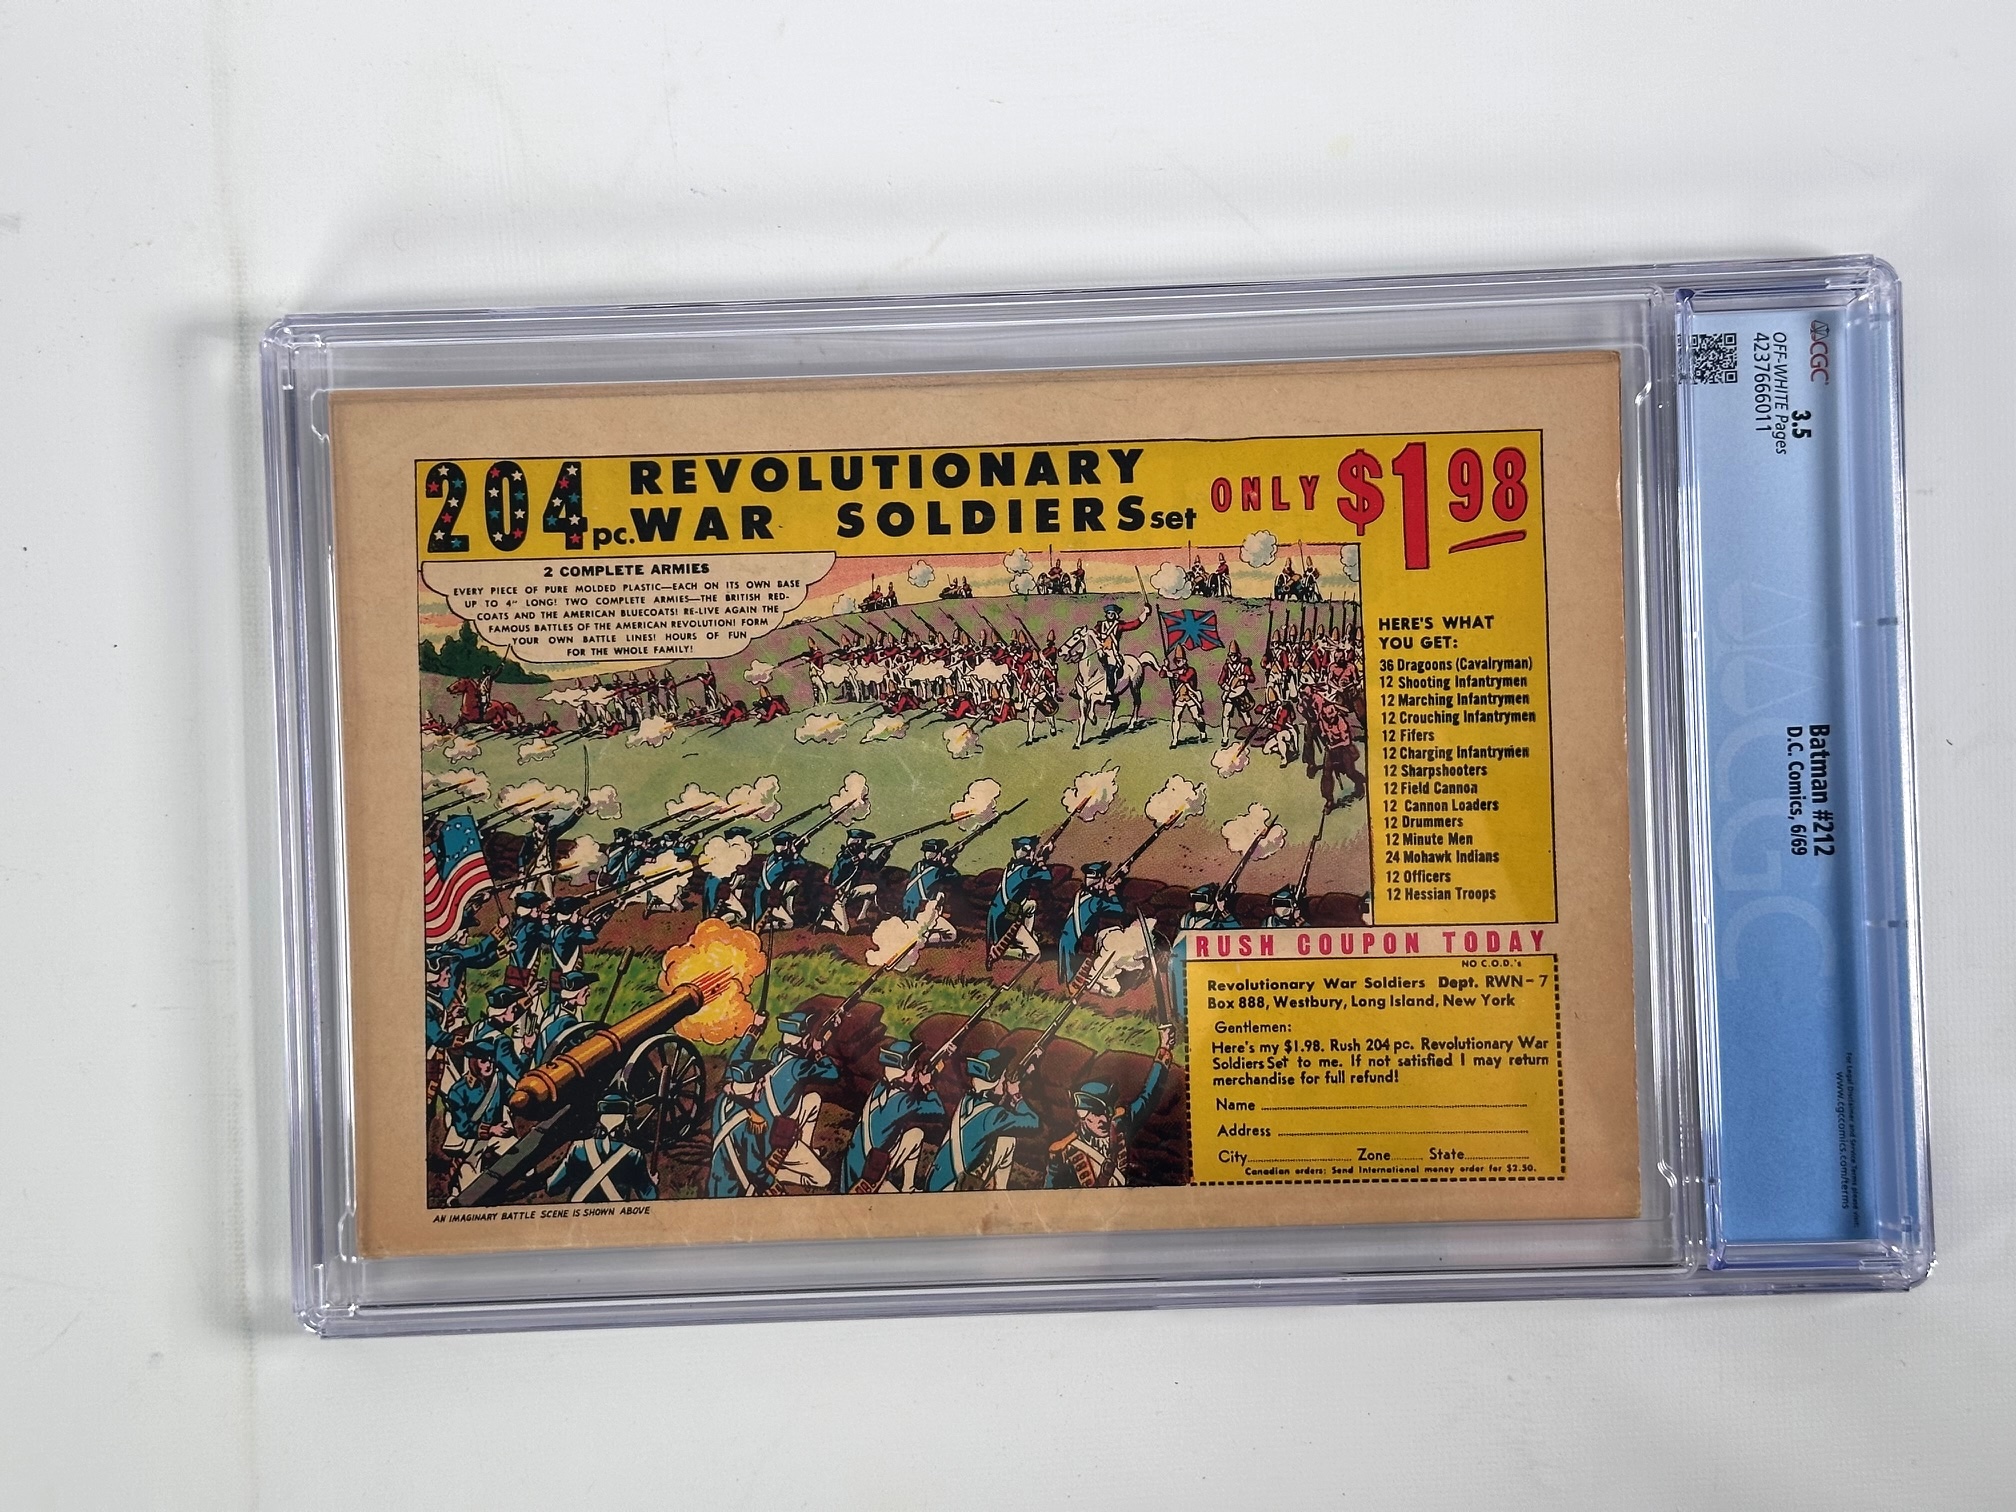 204 pc. REVOLUTIONARY
WAR SOLDIERS set
ONLY $1 98
2 COMPLETE ARMIES
EVERY PIECE OF PURE MOLDED PLASTIC—EACH ON ITS OWN BASE
UP TO 4" LONG! TWO COMPLETE ARMIES—THE BRITISH RED-
COATS AND THE AMERICAN BLUECOATS! RE-LIVE AGAIN THE
FAMOUS BATTLES OF THE AMERICAN REVOLUTION! FORM
YOUR OWN BATTLE LINES! HOURS OF FUN
FOR THE WHOLE FAMILY!
HERE'S WHAT
YOU GET:
36 Dragoons (Cavalryman)
12 Shooting Infantrymen
12 Marching Infantrymen
12 Crouching Infantrymen
12 Fifers
12 Charging Infantrymen
12 Sharpshooters
12 Field Cannon
12 Cannon Loaders
12 Drummers
12 Minute Men
24 Mohawk Indians
12 Officers
12 Hessian Troops
RUSH COUPON TODAY
NO C.O.D.'s
Revolutionary War Soldiers Dept. RWN-7
Box 888, Westbury, Long Island, New York
Gentlemen:
Here's my $1.98. Rush 204 pc. Revolutionary War
Soldiers Set to me. If not satisfied I may return
merchandise for full refund!
Name
Address
City Zone State
Canadian orders: Send International money order for $2.50.
AN IMAGINARY BATTLE SCENE IS SHOWN ABOVE
CGC
3.5
OFF-WHITE Pages
4237666011
Batman #212
D.C. Comics, 6/69
For Legal Disclaimer and Service Terms please visit:
www.cgccomics.com/terms
CGC